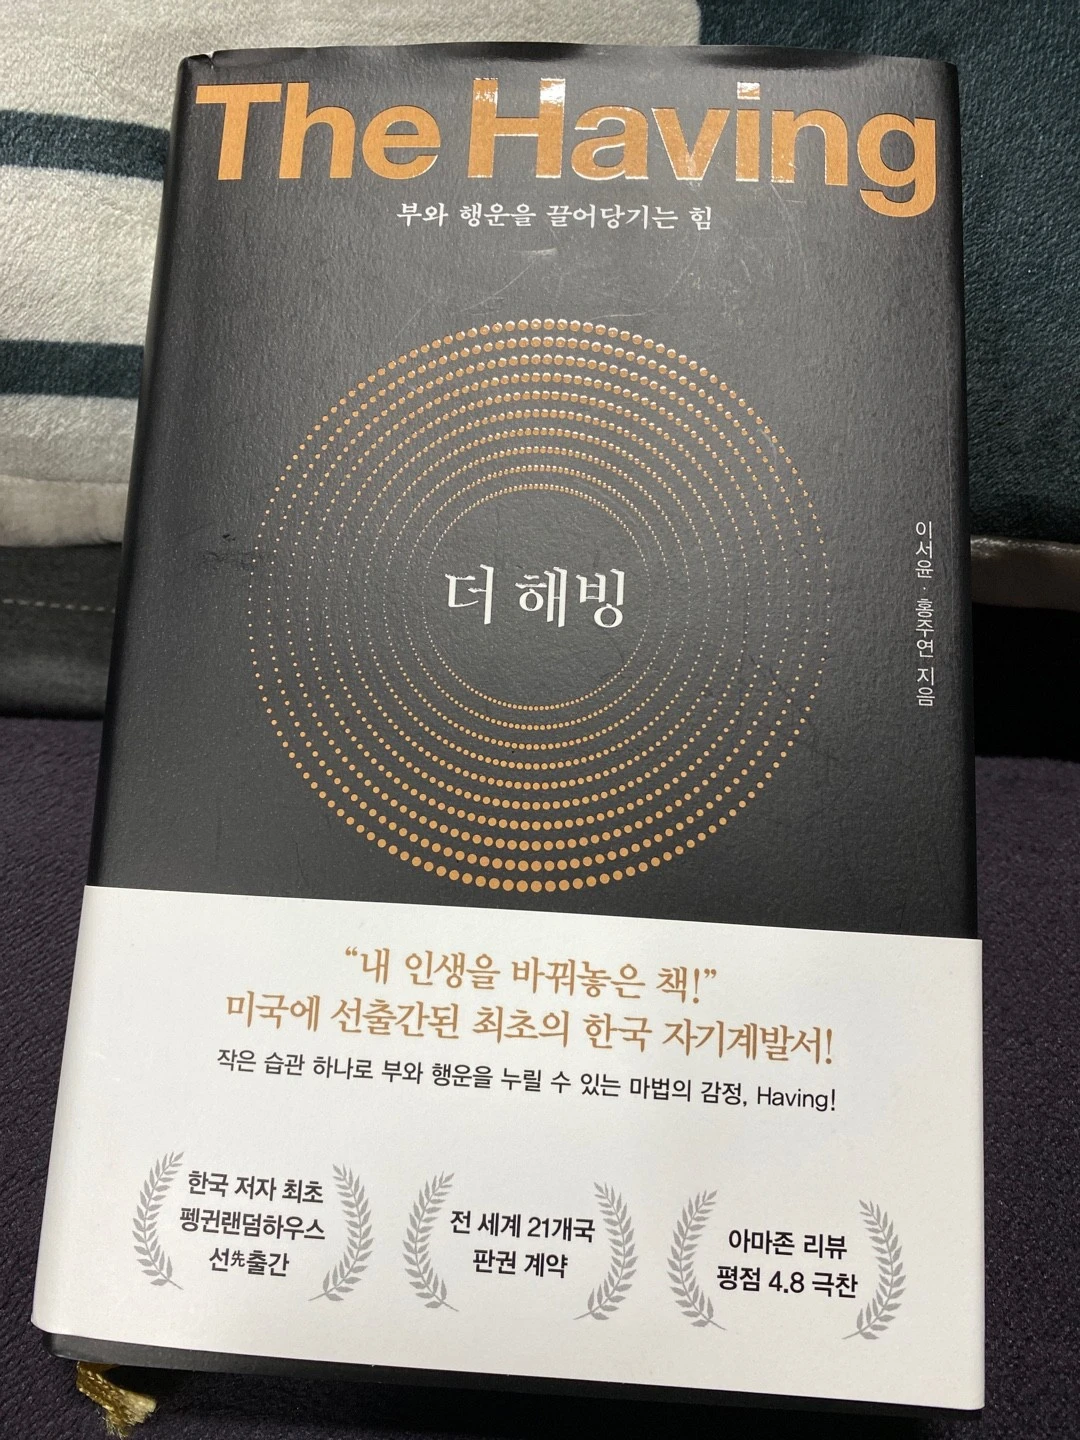 The Having
부와 행운을 끌어당기는 힘
더 해빙
이서윤 · 홍주연 지음
“내 인생을 바꿔놓은 책!”
미국에 선출간된 최초의 한국 자기계발서!
작은 습관 하나로 부와 행운을 누릴 수 있는 마법의 감정, Having!
한국 저자 최초
펭귄랜덤하우스
선先출간
전 세계 21개국
판권 계약
아마존 리뷰
평점 4.8 극찬